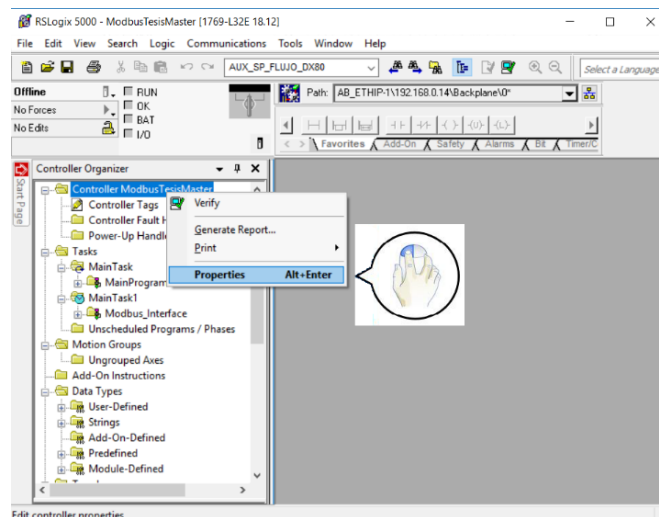 RSLogix 5000 - ModbusTesisMaster [1769-L32E 18.12]
File Edit View Search Logic Communications Tools Window Help
AUX_SP_FLUJO_DX80
Select a Language
Offline
RUN
Path: AB_ETHIP-1\192.168.0.14\Backplane\0*
No Forces
OK
No Edits
BAT
I/O
Favorites Add-On Safety Alarms Bit Timer/C
Start Page
Controller Organizer
Controller ModbusTesisMaster
Controller Tags
Controller Fault H
Power-Up Handle
Verify
Generate Report...
Print
Properties Alt+Enter
Tasks
MainTask
MainProgram
MainTask1
Modbus_Interface
Unscheduled Programs / Phases
Motion Groups
Ungrouped Axes
Add-On Instructions
Data Types
User-Defined
Strings
Add-On-Defined
Predefined
Module-Defined
Edit controller properties